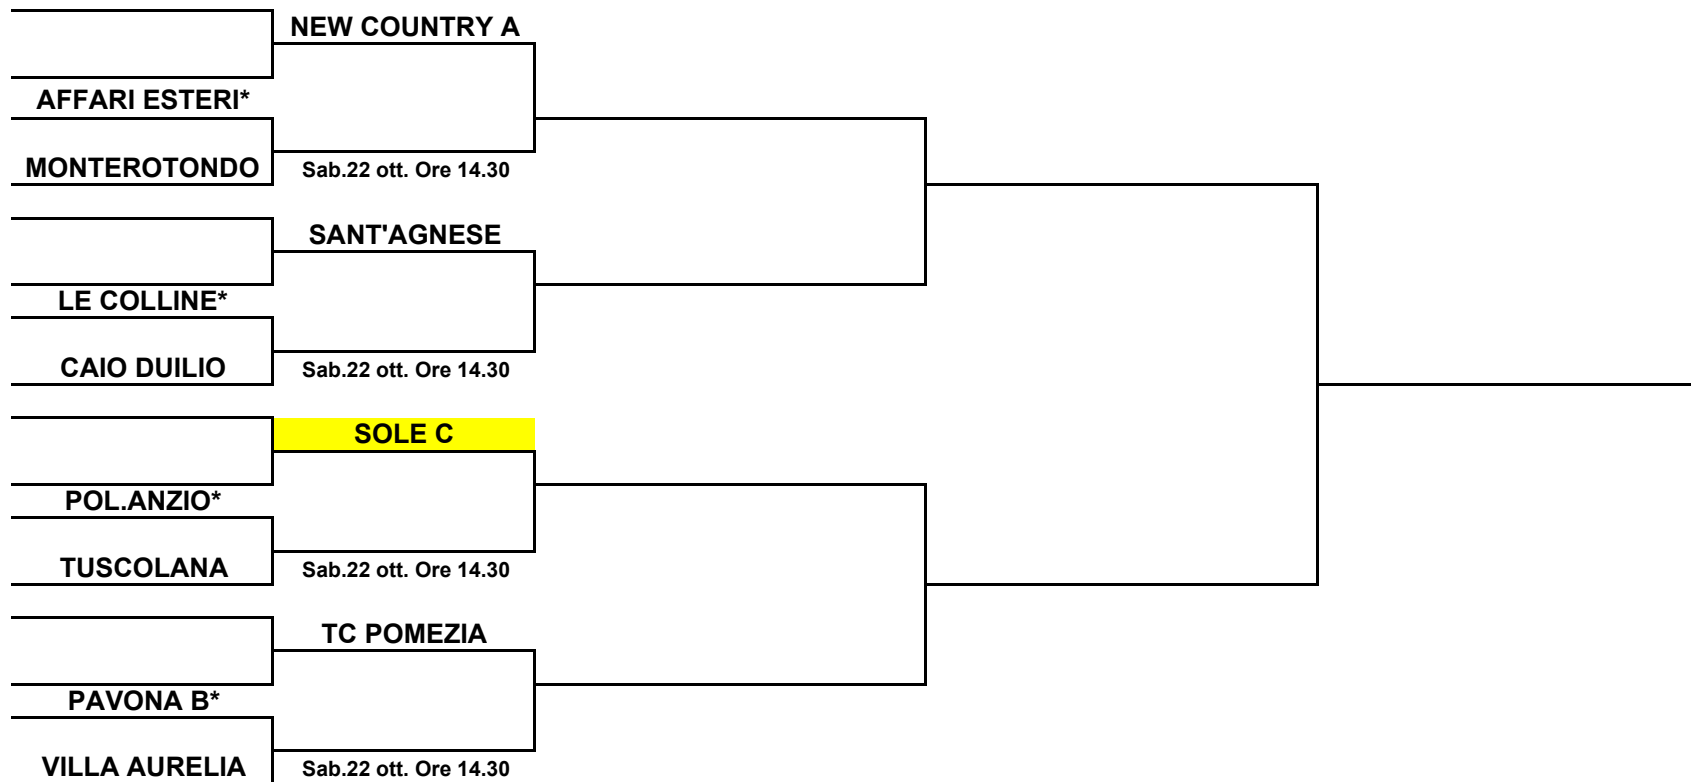 NEW COUNTRY A
AFFARI ESTERI*
MONTEROTONDO
Sab.22 ott. Ore 14.30
SANT'AGNESE
LE COLLINE*
CAIO DUILIO
Sab.22 ott. Ore 14.30
SOLE C
POL.ANZIO*
TUSCOLANA
Sab.22 ott. Ore 14.30
TC POMEZIA
PAVONA B*
VILLA AURELIA
Sab.22 ott. Ore 14.30